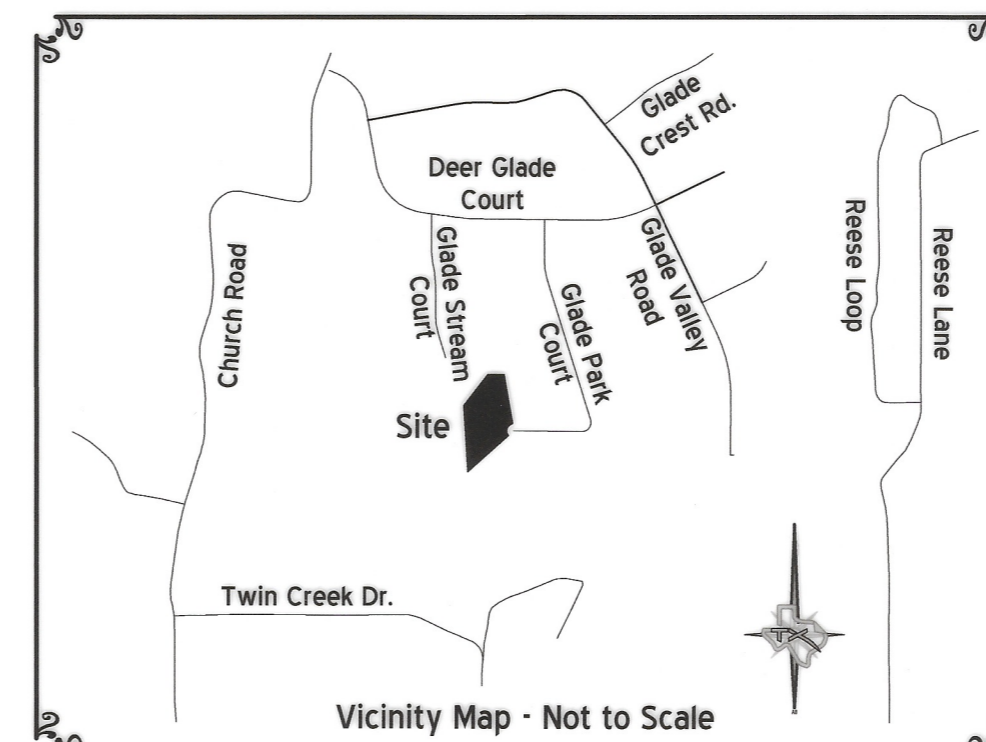 Glade
Crest Rd.
Deer Glade
Court
Church Road
Glade Stream
Court
Glade Park
Court
Glade Valley
Road
Reese Loop
Reese Lane
Site
Twin Creek Dr.
TX
Vicinity Map - Not to Scale